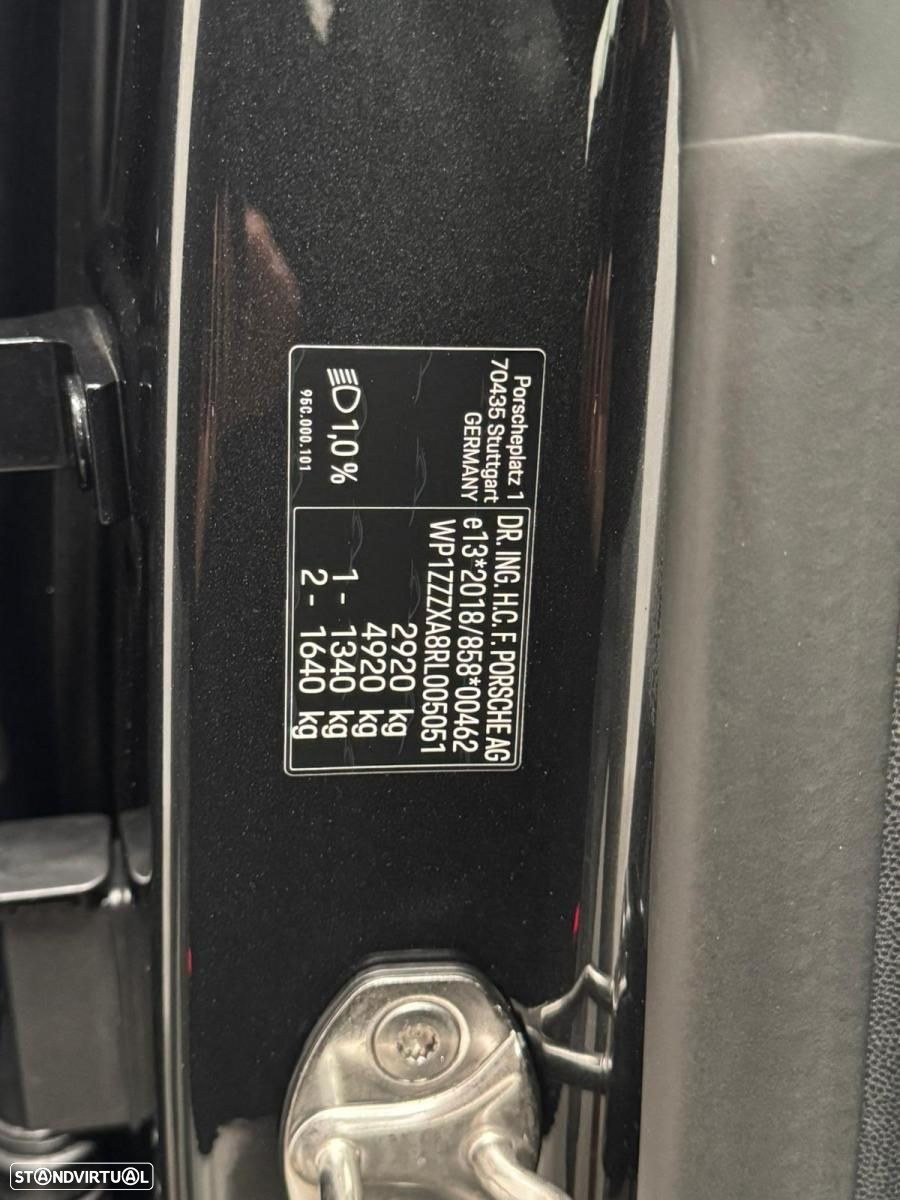 Porscheplatz 1
70435 Stuttgart
GERMANY
1,0 %
95C.000.101
DR. ING. H.C. F. PORSCHE AG
e13*2018/858*00462
WP1ZZZXA8RL005051
2920 kg
4920 kg
1 - 1340 kg
2 - 1640 kg
STANDVIRTUAL